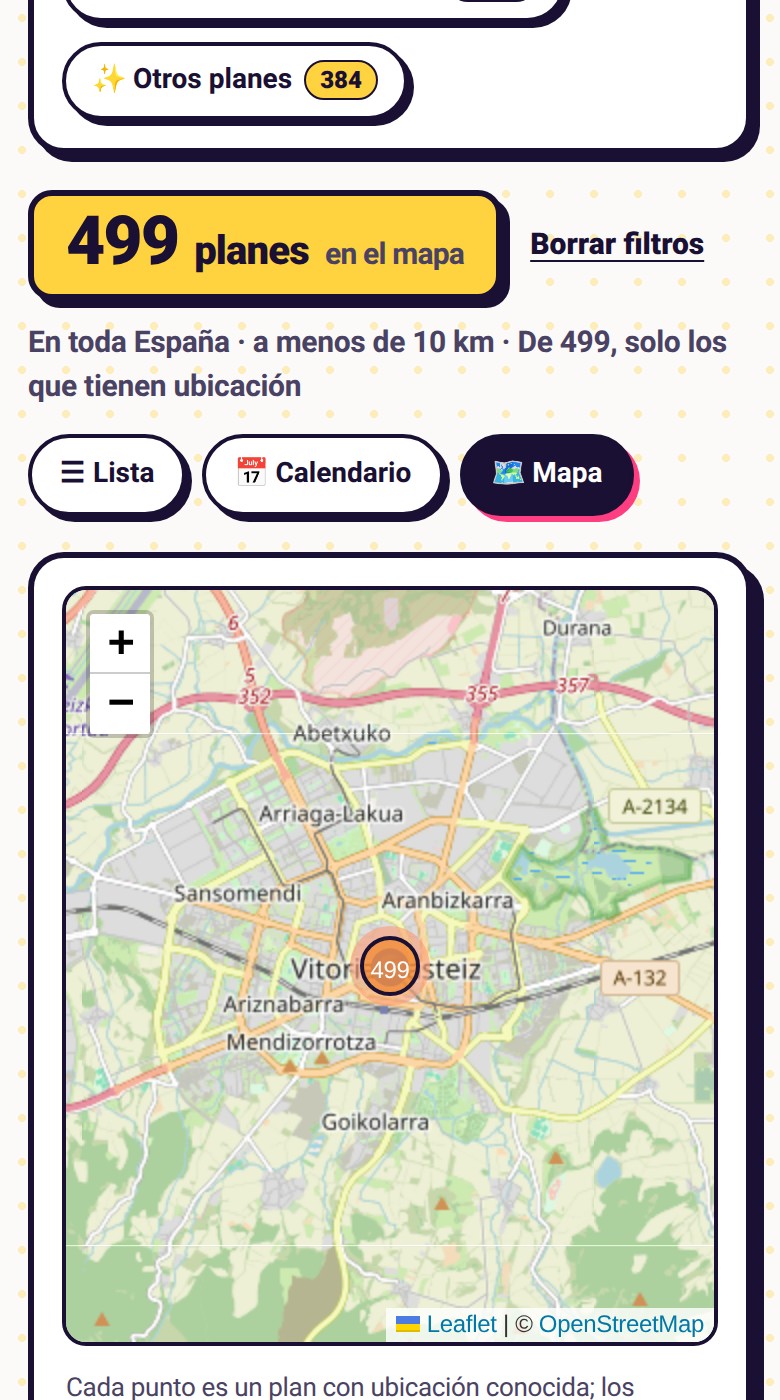 ✨ Otros planes 384
499 planes en el mapa Borrar filtros
En toda España · a menos de 10 km · De 499, solo los
que tienen ubicación
☰ Lista 📅 Calendario 🗺️ Mapa
+
−
6
Durana
5
352
355
357
Abetxuko
A-2134
Arriaga-Lakua
Sansomendi
Aranbizkarra
499
A-132
Ariznabarra
Mendizorrotza
Goikolarra
Leaflet | © OpenStreetMap
Cada punto es un plan con ubicación conocida; los